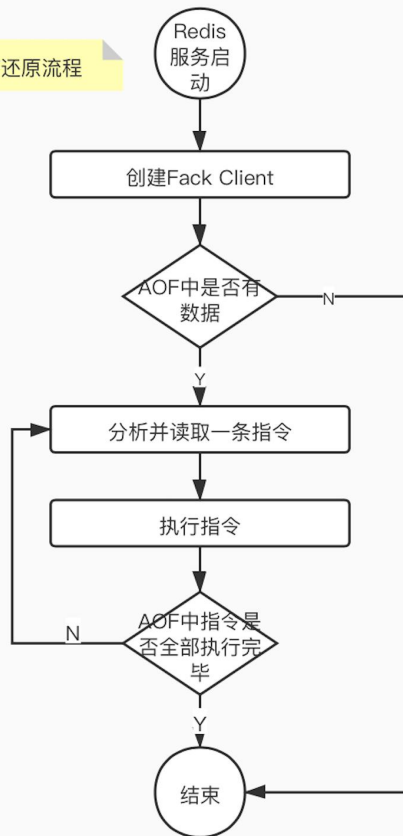 Redis
服务启
动
还原流程
创建Fack Client
AOF中是否有
数据
N
Y
分析并读取一条指令
执行指令
AOF中指令是
否全部执行完
毕
N
Y
结束